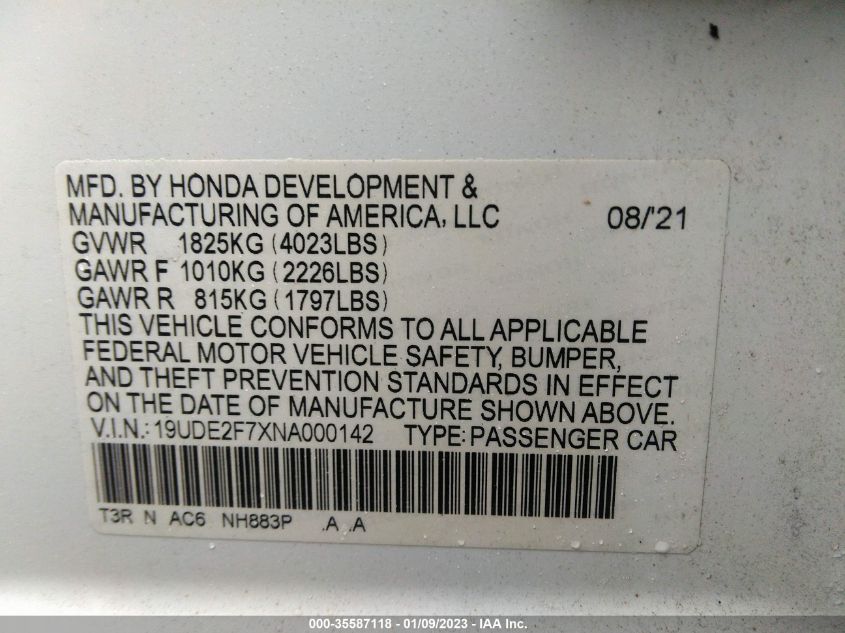 MFD. BY HONDA DEVELOPMENT &
MANUFACTURING OF AMERICA, LLC 08/'21
GVWR 1825KG (4023LBS)
GAWR F 1010KG (2226LBS)
GAWR R 815KG (1797LBS)
THIS VEHICLE CONFORMS TO ALL APPLICABLE
FEDERAL MOTOR VEHICLE SAFETY, BUMPER,
AND THEFT PREVENTION STANDARDS IN EFFECT
ON THE DATE OF MANUFACTURE SHOWN ABOVE.
V.I.N.: 19UDE2F7XNA000142 TYPE: PASSENGER CAR
T3R N AC6 NH883P .A .A
000-35587118 - 01/09/2023 - IAA Inc.